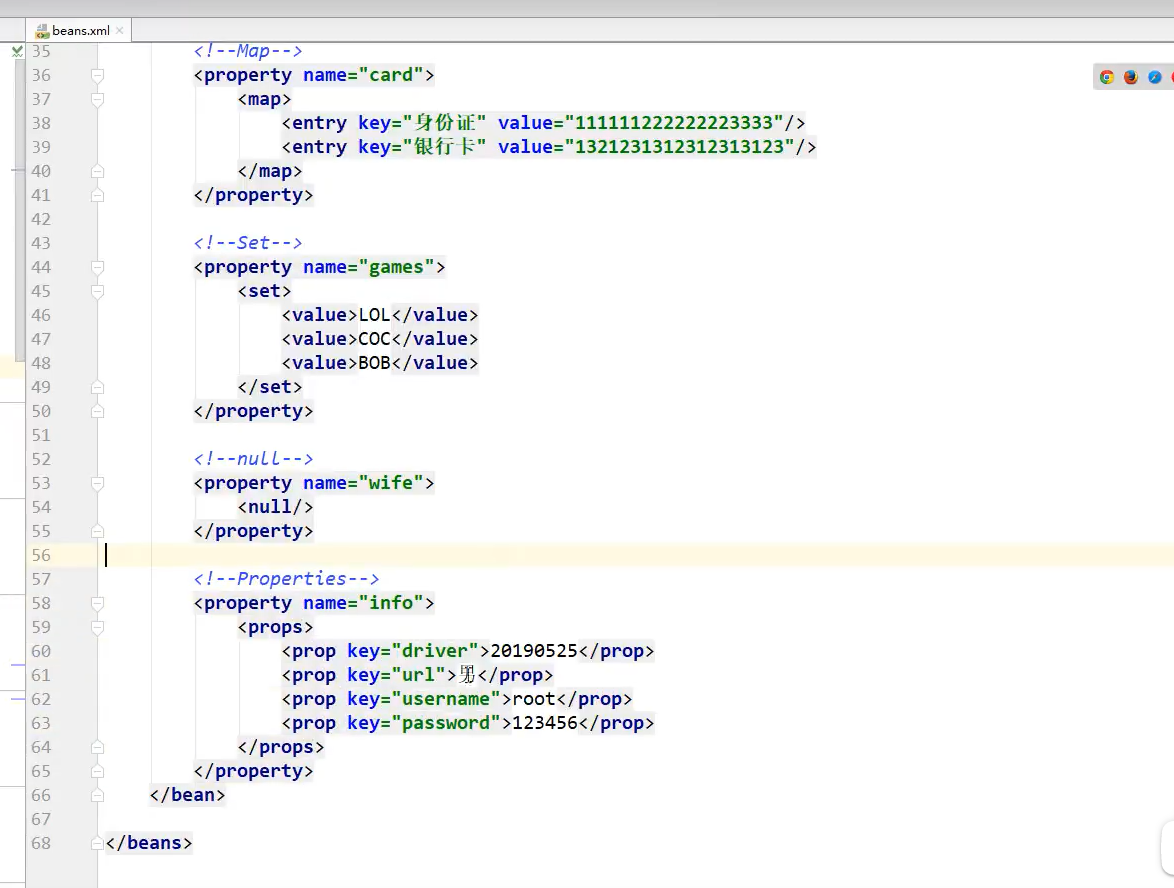 beans.xml
35 <!--Map-->
36 <property name="card">
37 <map>
38 <entry key="身份证" value="111111222222223333"/>
39 <entry key="银行卡" value="1321231312312313123"/>
40 </map>
41 </property>
42
43 <!--Set-->
44 <property name="games">
45 <set>
46 <value>LOL</value>
47 <value>COC</value>
48 <value>BOB</value>
49 </set>
50 </property>
51
52 <!--null-->
53 <property name="wife">
54 <null/>
55 </property>
56
57 <!--Properties-->
58 <property name="info">
59 <props>
60 <prop key="driver">20190525</prop>
61 <prop key="url">男</prop>
62 <prop key="username">root</prop>
63 <prop key="password">123456</prop>
64 </props>
65 </property>
66 </bean>
67
68 </beans>